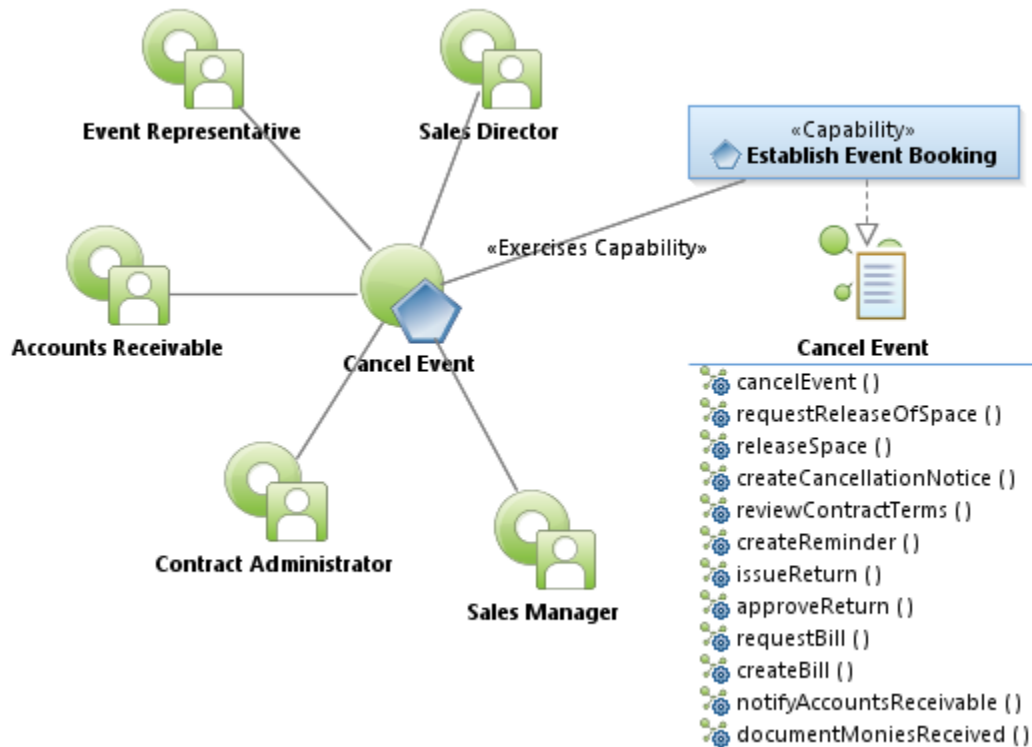 Event Representative
Sales Director
«Capability»
Establish Event Booking
«Exercises Capability»
Accounts Receivable
Cancel Event
Cancel Event
cancelEvent ()
requestReleaseOfSpace ()
releaseSpace ()
createCancellationNotice ()
reviewContractTerms ()
createReminder ()
issueReturn ()
approveReturn ()
requestBill ()
createBill ()
notifyAccountsReceivable ()
documentMoniesReceived ()
Contract Administrator
Sales Manager